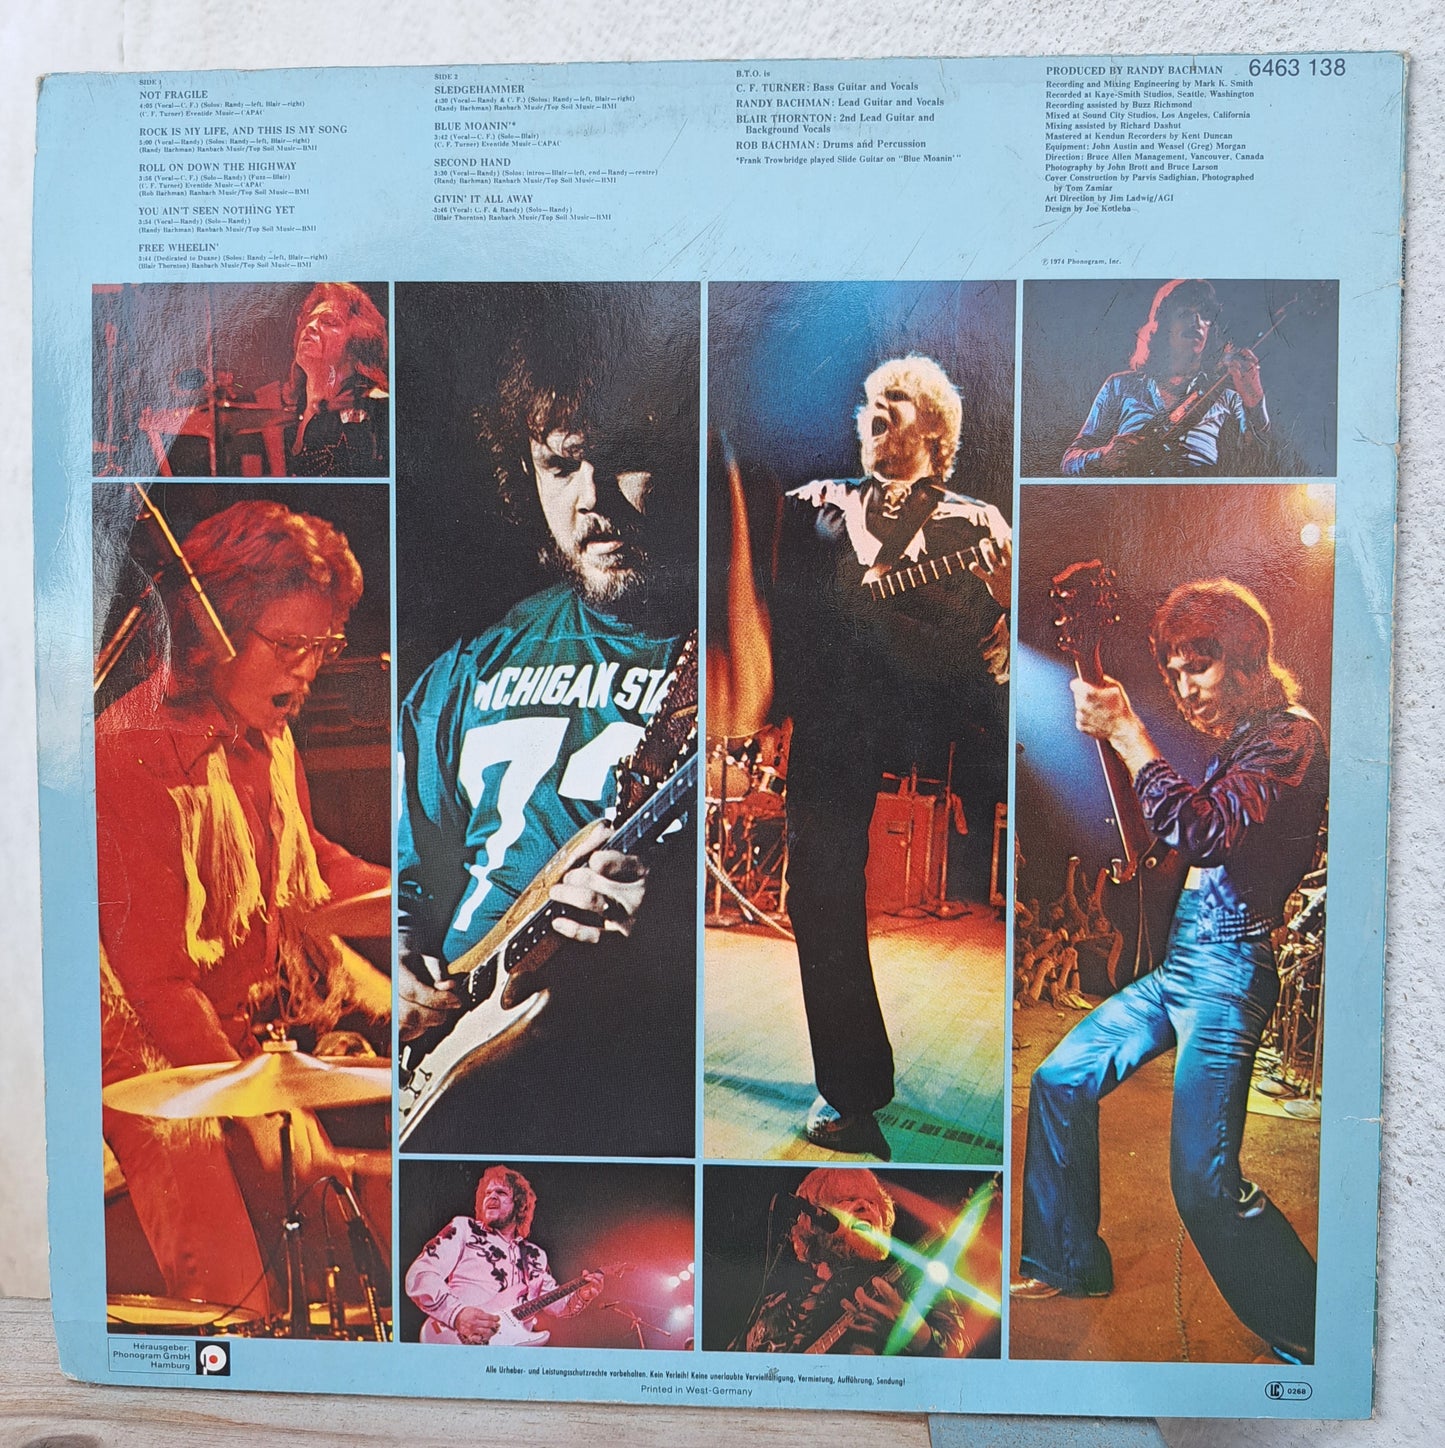 SIDE 1
NOT FRAGILE
4:05 (Vocal—C. F.) (Solos: Randy—left, Blair—right)
(C. F. Turner) Eventide Music—CAPAC
ROCK IS MY LIFE, AND THIS IS MY SONG
5:00 (Vocal—Randy) (Solos: Randy—left, Blair—right)
(Randy Bachman) Ranbach Music/Top Soil Music—BMI
ROLL ON DOWN THE HIGHWAY
3:56 (Vocal—C. F.) (Solo—Randy) (Fuzz—Blair)
(C. F. Turner) Eventide Music—CAPAC
(Rob Bachman) Ranbach Music/Top Soil Music—BMI
YOU AIN'T SEEN NOTHING YET
3:54 (Vocal—Randy) (Solo—Randy)
(Randy Bachman) Ranbach Music/Top Soil Music—BMI
FREE WHEELIN'
3:44 (Dedicated to Duane) (Solos: Randy—left, Blair—right)
(Blair Thornton) Ranbach Music/Top Soil Music—BMI
SIDE 2
SLEDGEHAMMER
4:30 (Vocal—Randy & C. F.) (Solos: Randy—left, Blair—right)
(Randy Bachman) Ranbach Music/Top Soil Music—BMI
BLUE MOANIN'*
3:42 (Vocal—C. F.) (Solo—Blair)
(C. F. Turner) Eventide Music—CAPAC
SECOND HAND
3:30 (Vocal—Randy) (Solos: intros—Blair—left, end—Randy—centre)
(Randy Bachman) Ranbach Music/Top Soil Music—BMI
GIVIN' IT ALL AWAY
3:46 (Vocal: C. F. & Randy) (Solo—Randy)
(Blair Thornton) Ranbach Music/Top Soil Music—BMI
B.T.O. is
C. F. TURNER: Bass Guitar and Vocals
RANDY BACHMAN: Lead Guitar and Vocals
BLAIR THORNTON: 2nd Lead Guitar and
Background Vocals
ROB BACHMAN: Drums and Percussion
*Frank Trowbridge played Slide Guitar on "Blue Moanin'"
PRODUCED BY RANDY BACHMAN
6463 138
Recording and Mixing Engineering by Mark K. Smith
Recorded at Kaye-Smith Studios, Seattle, Washington
Recording assisted by Buzz Richmond
Mixed at Sound City Studios, Los Angeles, California
Mixing assisted by Richard Dashut
Mastered at Kendun Recorders by Kent Duncan
Equipment: John Austin and Weasel (Greg) Morgan
Direction: Bruce Allen Management, Vancouver, Canada
Photography by John Brott and Bruce Larson
Cover Construction by Parvis Sadighian, Photographed
by Tom Zamiar
Art Direction by Jim Ladwig/AGI
Design by Joe Kotleba
℗ 1974 Phonogram, Inc.
MICHIGAN STA
77
Herausgeber:
Phonogram GmbH
Hamburg
Alle Urheber- und Leistungsschutzrechte vorbehalten. Kein Verleih! Keine unerlaubte Vervielfältigung, Vermietung, Aufführung, Sendung!
Printed in West-Germany
LC 0268